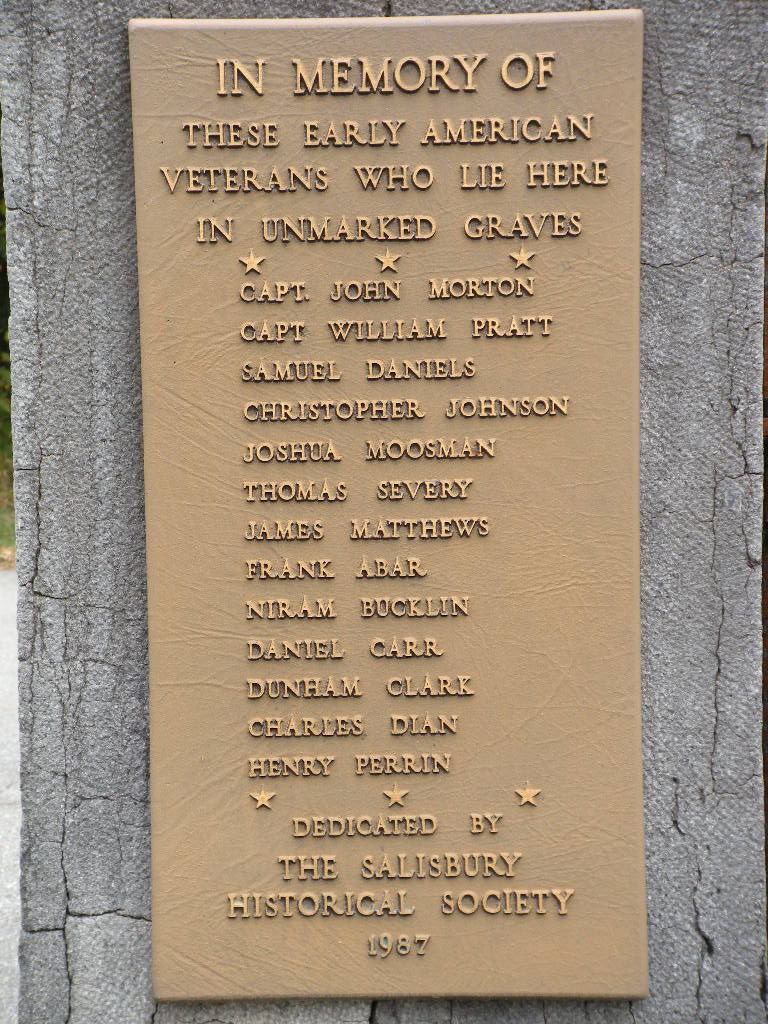 IN MEMORY OF
THESE EARLY AMERICAN
VETERANS WHO LIE HERE
IN UNMARKED GRAVES
CAPT. JOHN MORTON
CAPT WILLIAM PRATT
SAMUEL DANIELS
CHRISTOPHER JOHNSON
JOSHUA MOOSMAN
THOMAS SEVERY
JAMES MATTHEWS
FRANK ABAR
NIRAM BUCKLIN
DANIEL CARR
DUNHAM CLARK
CHARLES DIAN
HENRY PERRIN
DEDICATED BY
THE SALISBURY
HISTORICAL SOCIETY
1987